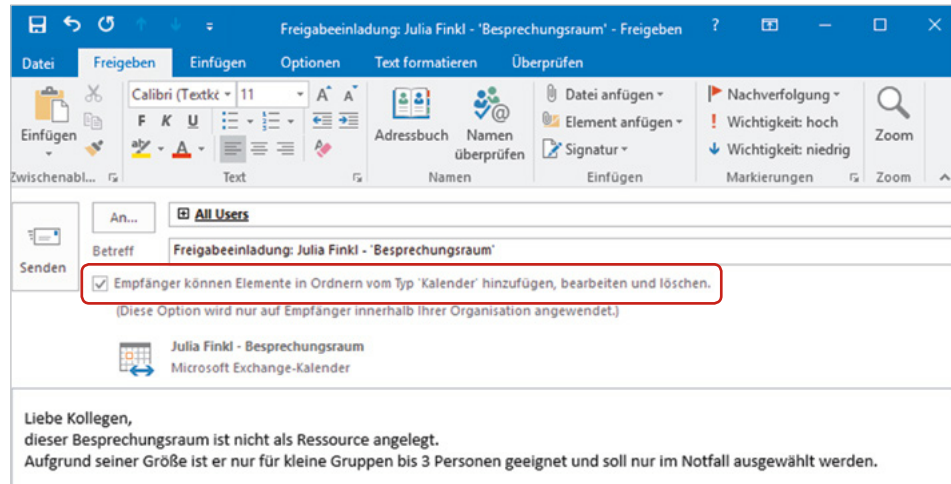 Freigabeeinladung: Julia Finkl - 'Besprechungsraum' - Freigeben ?
Datei Freigeben Einfügen Optionen Text formatieren Überprüfen
Einfügen
Zwischenabl...
Calibri (Textkö 11 A A
F K U
ab A
Text
Adressbuch
Namen
überprüfen
Namen
Datei anfügen
Element anfügen
Signatur
Einfügen
Nachverfolgung
! Wichtigkeit: hoch
Wichtigkeit: niedrig
Markierungen
Zoom
Zoom
Senden
An... All Users
Betreff Freigabeeinladung: Julia Finkl - 'Besprechungsraum'
Empfänger können Elemente in Ordnern vom Typ 'Kalender' hinzufügen, bearbeiten und löschen.
(Diese Option wird nur auf Empfänger innerhalb Ihrer Organisation angewendet.)
Julia Finkl - Besprechungsraum
Microsoft Exchange-Kalender
Liebe Kollegen,
dieser Besprechungsraum ist nicht als Ressource angelegt.
Aufgrund seiner Größe ist er nur für kleine Gruppen bis 3 Personen geeignet und soll nur im Notfall ausgewählt werden.